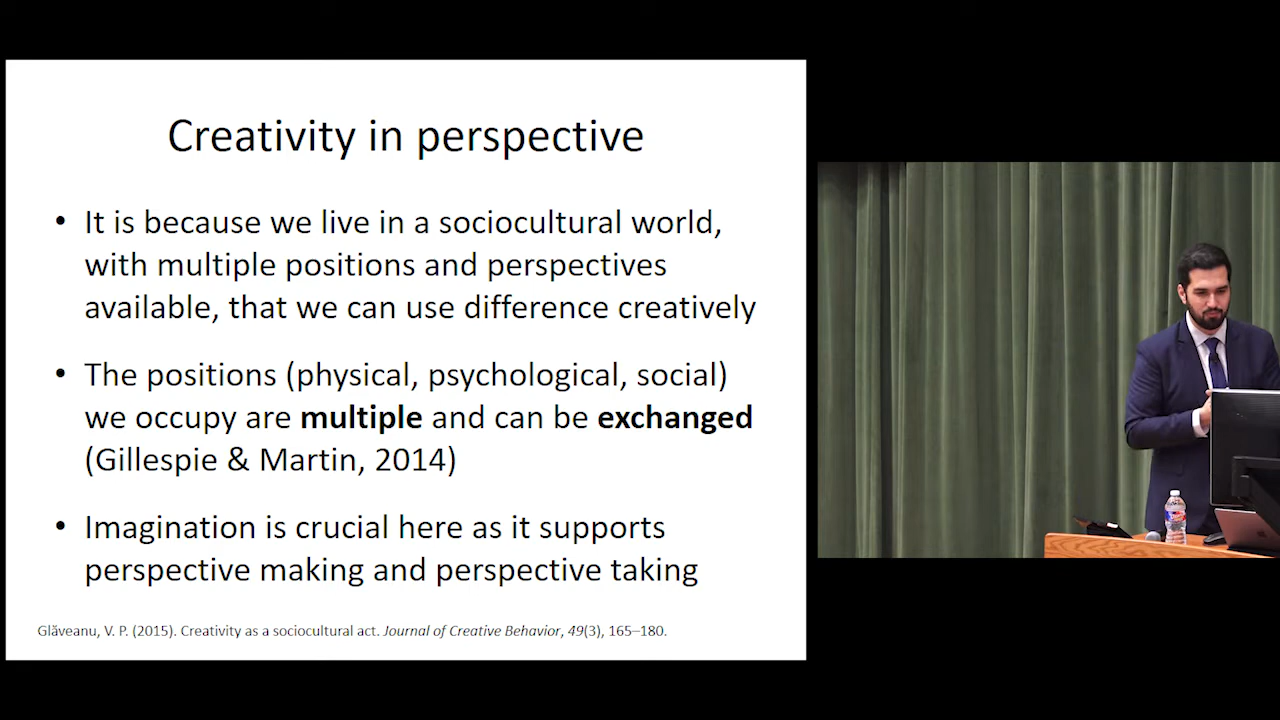 Creativity in perspective
• It is because we live in a sociocultural world,
with multiple positions and perspectives
available, that we can use difference creatively
• The positions (physical, psychological, social)
we occupy are multiple and can be exchanged
(Gillespie & Martin, 2014)
• Imagination is crucial here as it supports
perspective making and perspective taking
Glăveanu, V. P. (2015). Creativity as a sociocultural act. Journal of Creative Behavior, 49(3), 165–180.